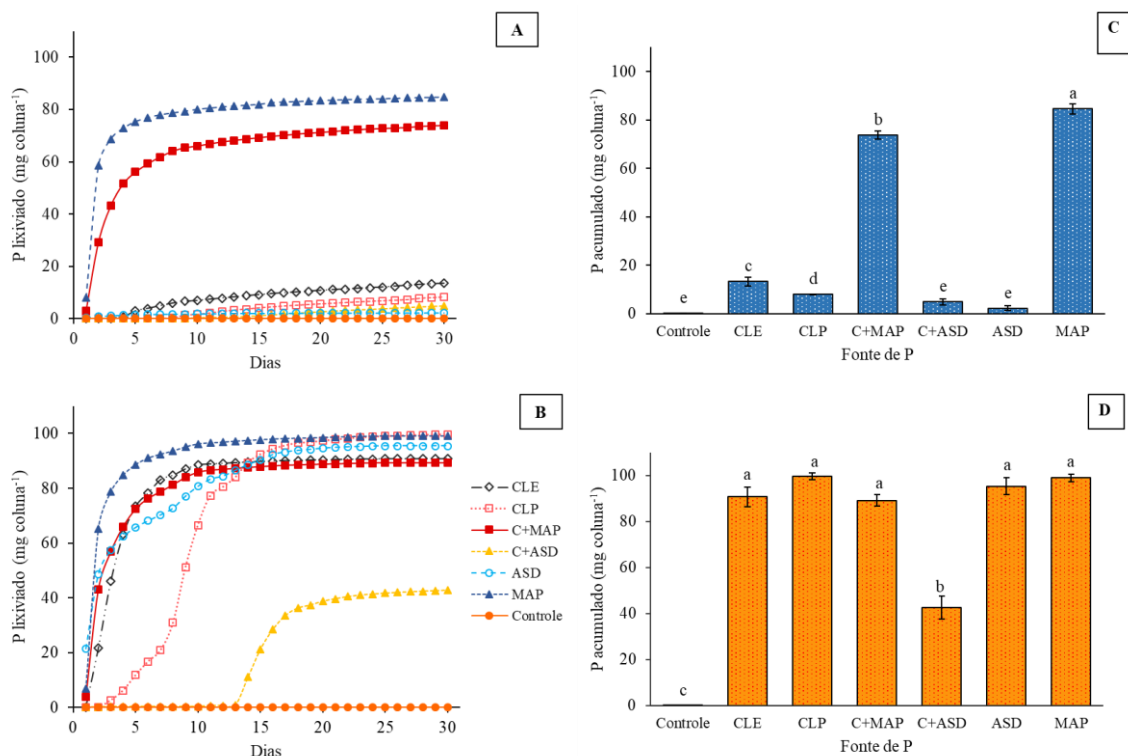 A
P lixiviado (mg coluna⁻¹)
100
80
60
40
20
0
0 5 10 15 20 25 30
Dias
C
P acumulado (mg coluna⁻¹)
100
80
60
40
20
0
e c d b e e a
Controle CLE CLP C+MAP C+ASD ASD MAP
Fonte de P
B
P lixiviado (mg coluna⁻¹)
100
80
60
40
20
0
0 5 10 15 20 25 30
Dias
CLE
CLP
C+MAP
C+ASD
ASD
MAP
Controle
D
P acumulado (mg coluna⁻¹)
100
80
60
40
20
0
c a a a b a a
Controle CLE CLP C+MAP C+ASD ASD MAP
Fonte de P